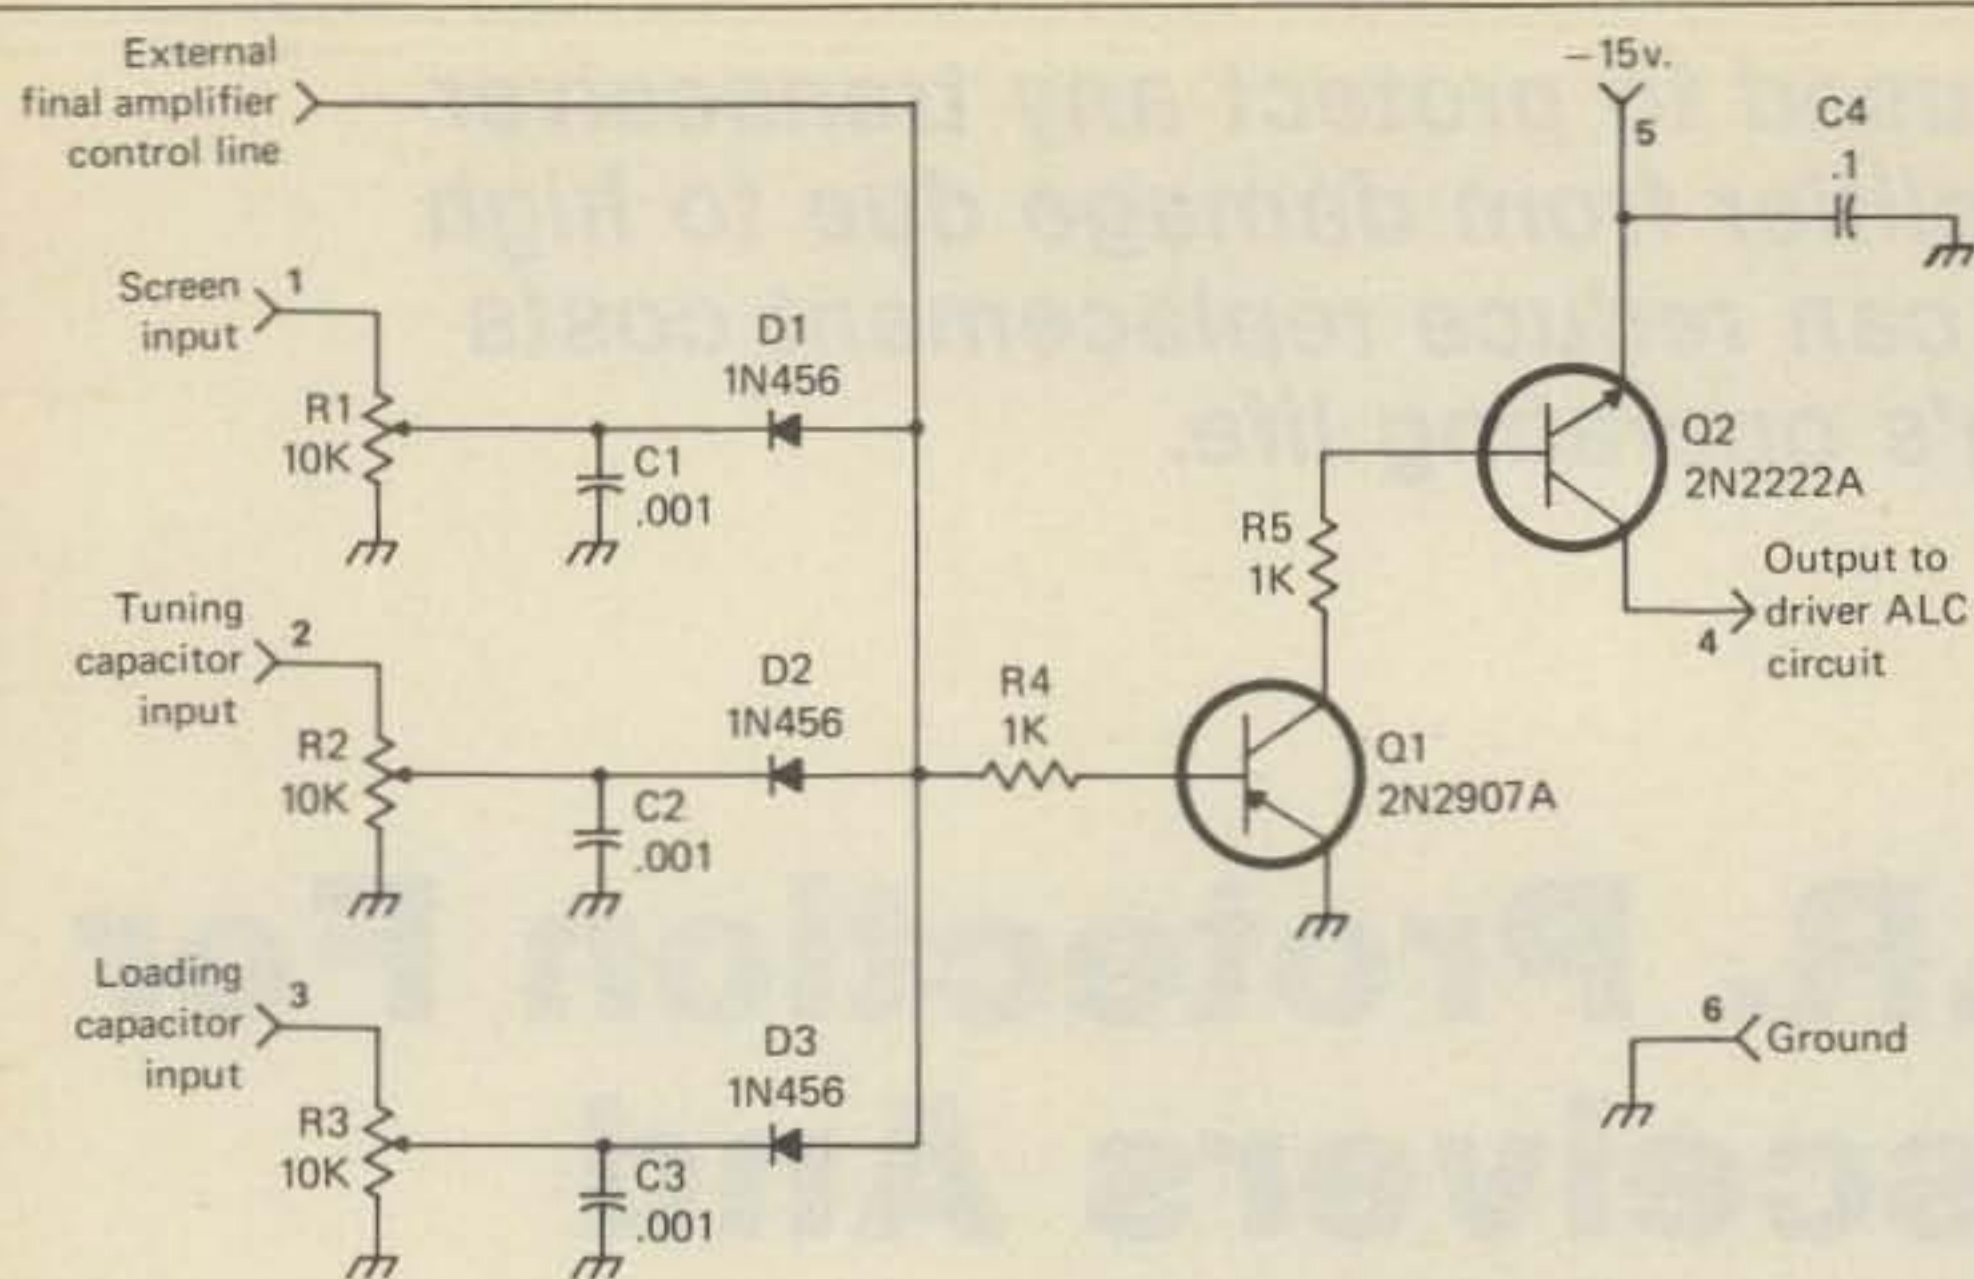 External
final amplifier
control line
Screen
input
1
R1
10K
C1
.001
D1
1N456
Tuning
capacitor
input
2
R2
10K
C2
.001
D2
1N456
Loading
capacitor
input
3
R3
10K
C3
.001
D3
1N456
R4
1K
Q1
2N2907A
R5
1K
−15v.
5
C4
.1
Q2
2N2222A
Output to
driver ALC
circuit
4
6
Ground